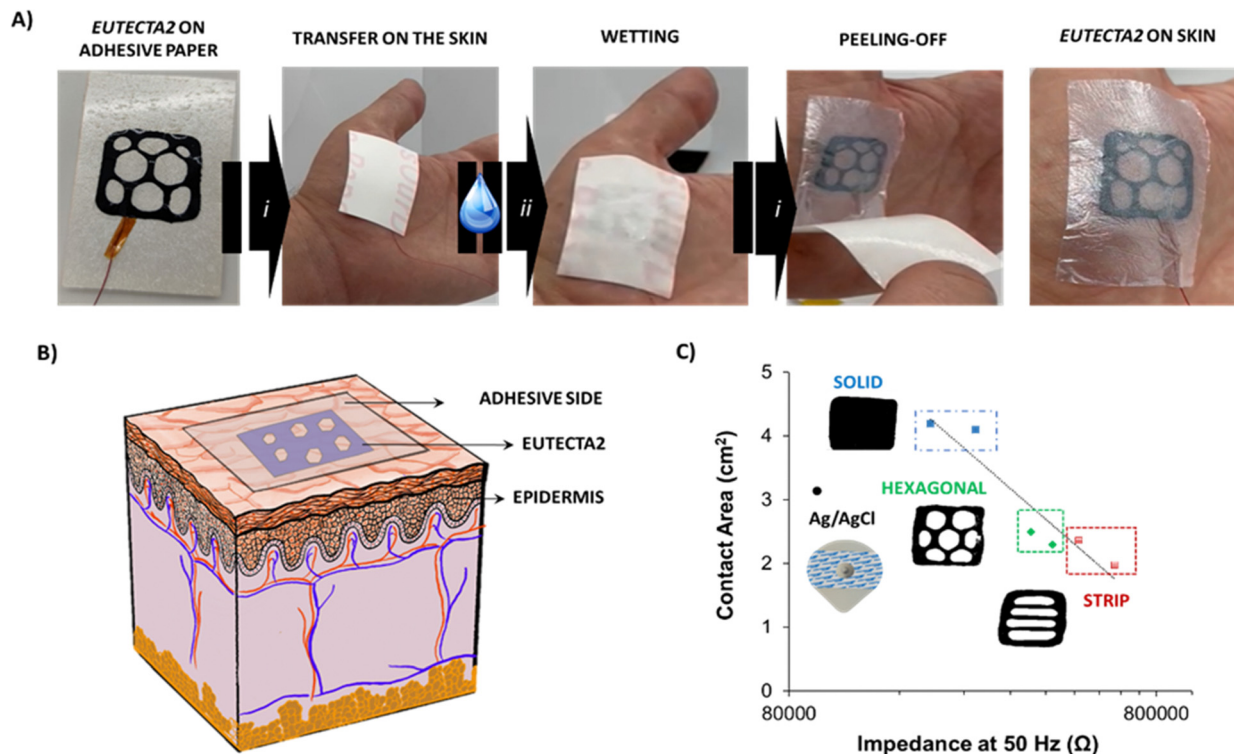 A)
EUTECTA2 ON
ADHESIVE PAPER
TRANSFER ON THE SKIN
WETTING
PEELING-OFF
EUTECTA2 ON SKIN
i
ii
i
B)
ADHESIVE SIDE
EUTECTA2
EPIDERMIS
C)
Contact Area (cm²)
5
4
3
2
1
0
SOLID
HEXAGONAL
Ag/AgCl
STRIP
80000
800000
Impedance at 50 Hz (Ω)